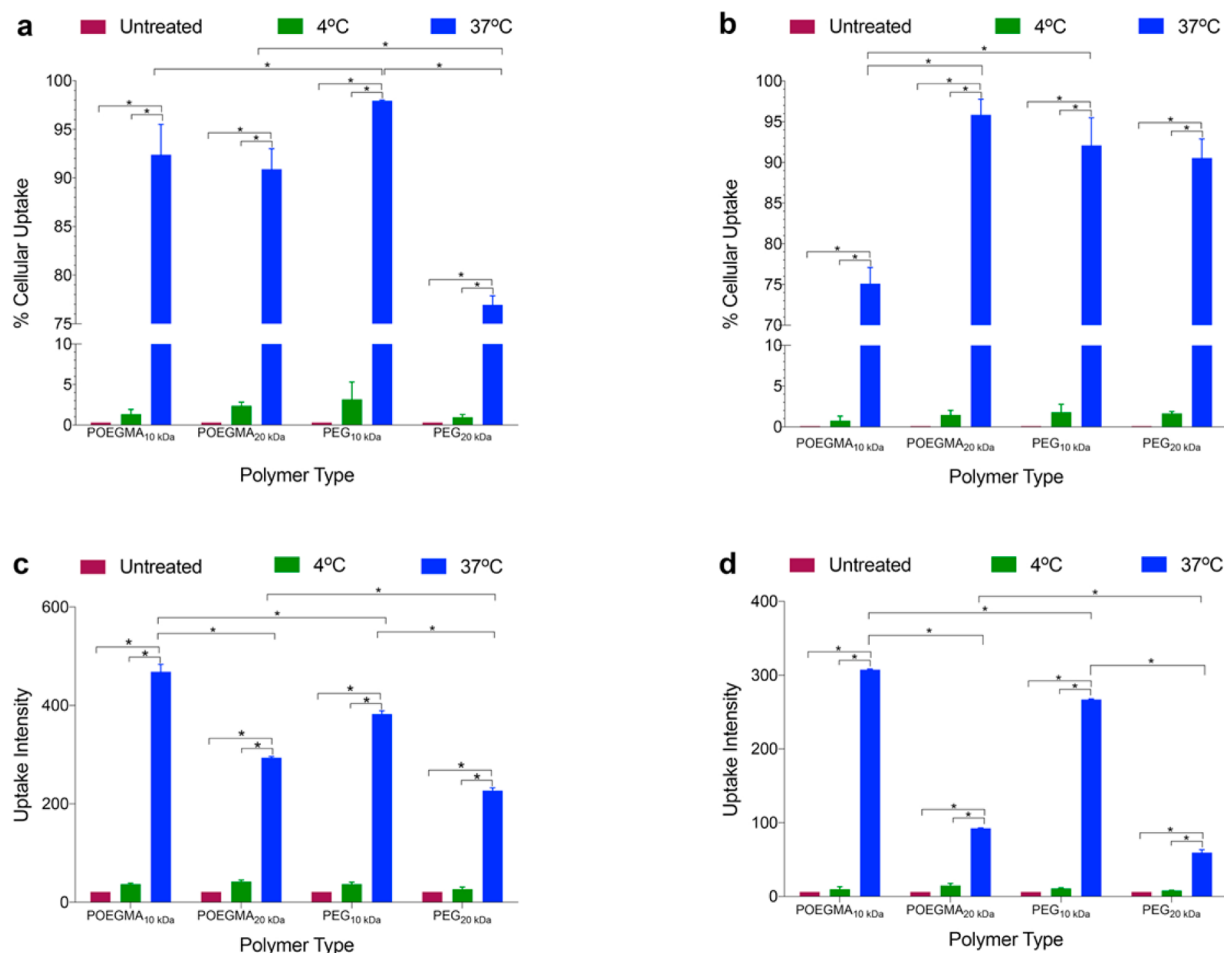 a
Untreated 4ºC 37ºC
*
* *
* *
* *
* *
* *
% Cellular Uptake
100
95
90
85
80
75
10
5
0
POEGMA10 kDa POEGMA20 kDa PEG10 kDa PEG20 kDa
Polymer Type
b
Untreated 4ºC 37ºC
*
*
* *
* *
* *
* *
% Cellular Uptake
100
95
90
85
80
75
70
10
5
0
POEGMA10 kDa POEGMA20 kDa PEG10 kDa PEG20 kDa
Polymer Type
c
Untreated 4ºC 37ºC
*
*
* *
* *
* *
* *
* *
Uptake Intensity
600
400
200
0
POEGMA10 kDa POEGMA20 kDa PEG10 kDa PEG20 kDa
Polymer Type
d
Untreated 4ºC 37ºC
*
*
*
* *
*
* *
* *
* *
Uptake Intensity
400
300
200
100
0
POEGMA10 kDa POEGMA20 kDa PEG10 kDa PEG20 kDa
Polymer Type